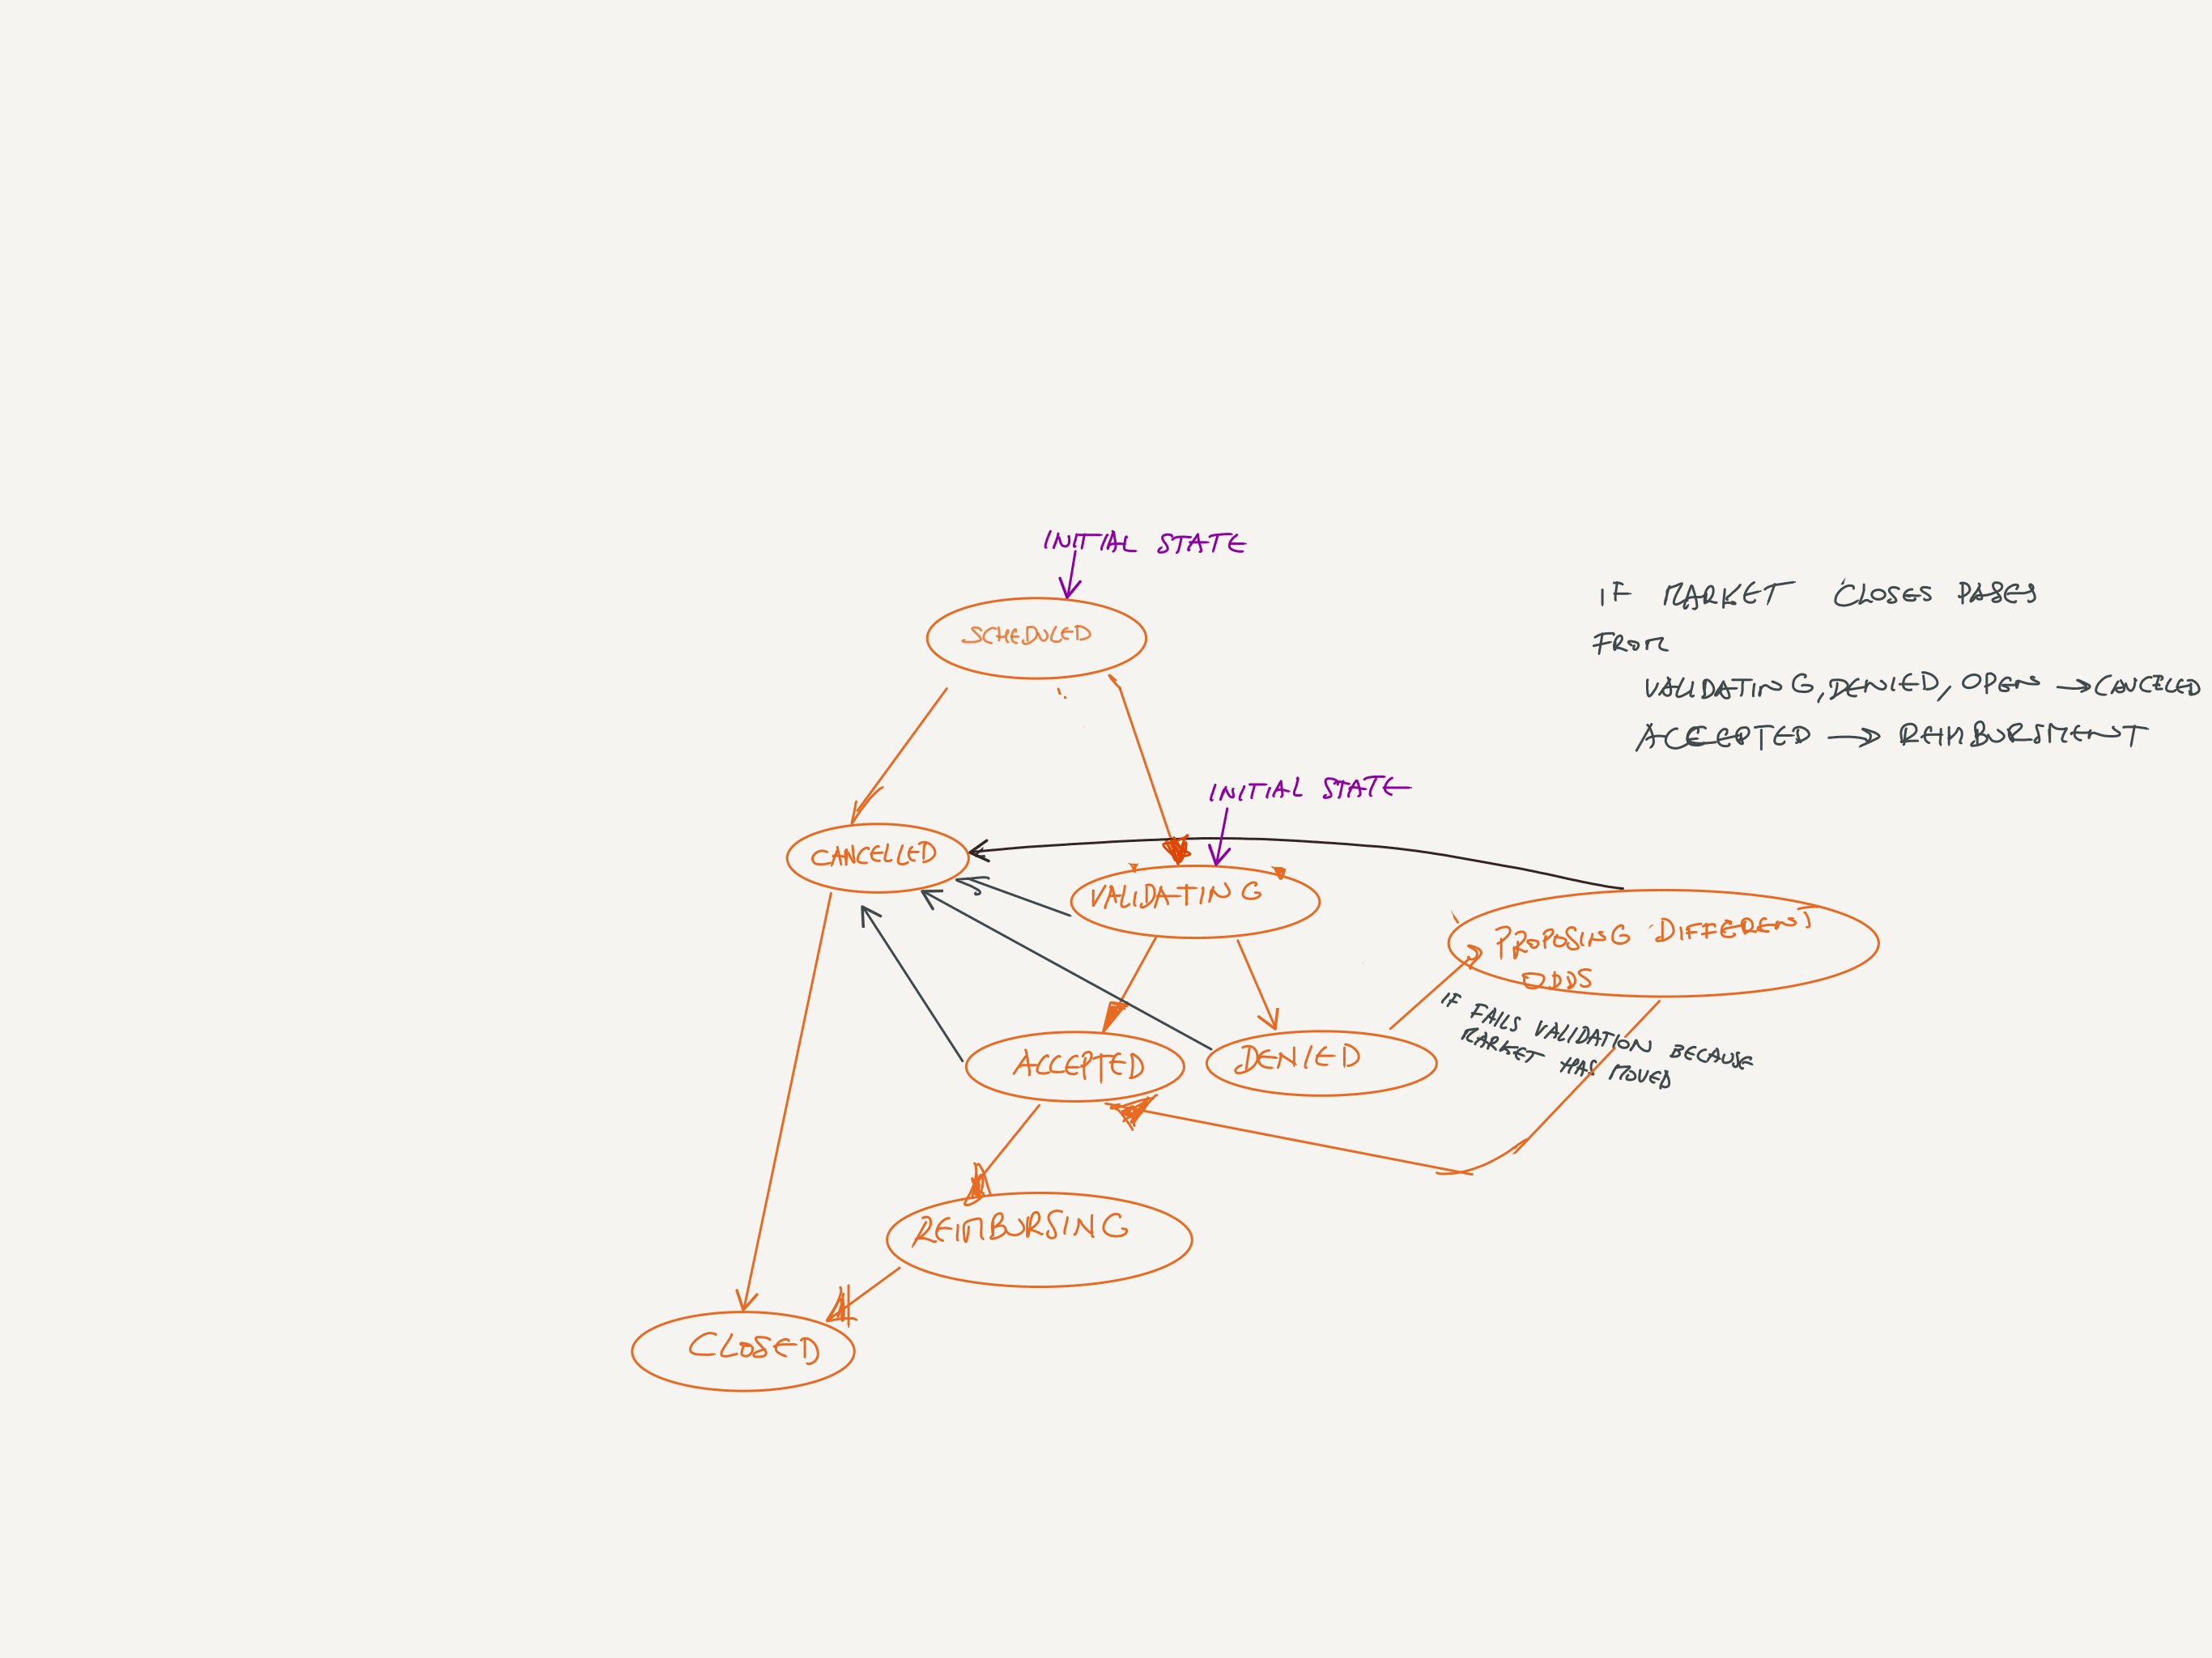 INITIAL STATE
SCHEDULED
IF MARKET CLOSES PASES
FROM
VALIDATING, DENIED, OPEN → CANCELED
ACCEPTED → REIMBURSMENT
INITIAL STATE
CANCELLED
VALIDATING
PROPOSING DIFFERENT
ODDS
IF FAILS VALIDATION BECAUSE
MARKET HAS MOVED
ACCEPTED
DENIED
REIMBURSING
CLOSED